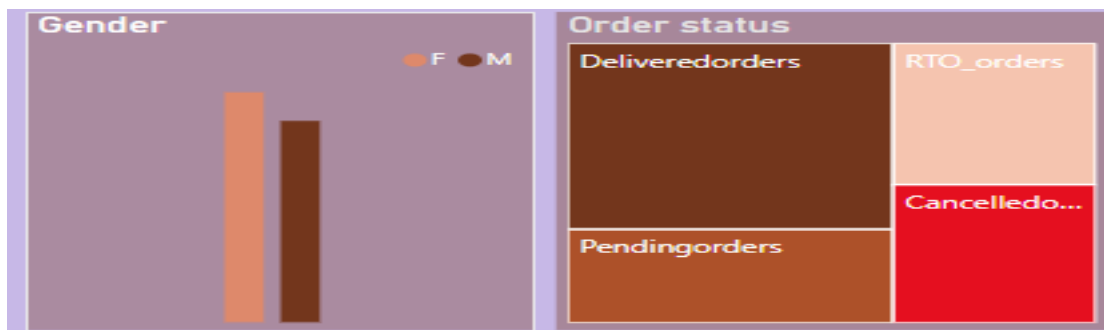 Gender
F M
Order status
Deliveredorders
RTO_orders
Cancelledo...
Pendingorders